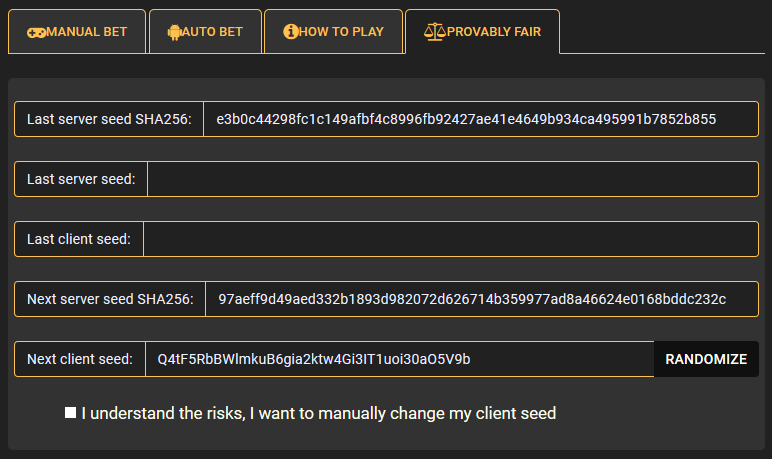 MANUAL BET AUTO BET HOW TO PLAY PROVABLY FAIR
Last server seed SHA256: e3b0c44298fc1c149afbf4c8996fb92427ae41e4649b934ca495991b7852b855
Last server seed:
Last client seed:
Next server seed SHA256: 97aeff9d49aed332b1893d982072d626714b359977ad8a46624e0168bddc232c
Next client seed: Q4tF5RbBWlmkuB6gia2ktw4Gi3IT1uoi30aO5V9b RANDOMIZE
I understand the risks, I want to manually change my client seed